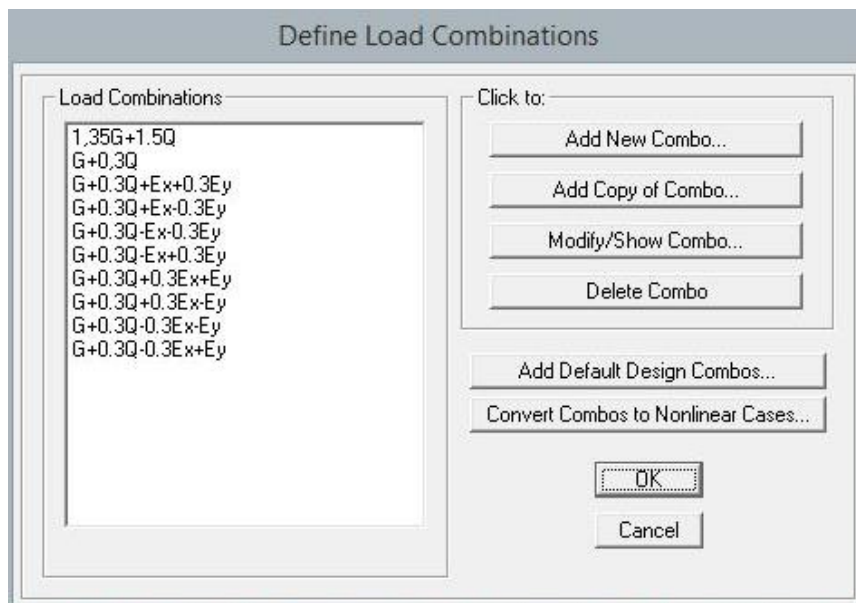 Define Load Combinations
Load Combinations
1,35G+1.5Q
G+0,3Q
G+0.3Q+Ex+0.3Ey
G+0.3Q+Ex-0.3Ey
G+0.3Q-Ex-0.3Ey
G+0.3Q-Ex+0.3Ey
G+0.3Q+0.3Ex+Ey
G+0.3Q+0.3Ex-Ey
G+0.3Q-0.3Ex-Ey
G+0.3Q-0.3Ex+Ey
Click to:
Add New Combo...
Add Copy of Combo...
Modify/Show Combo...
Delete Combo
Add Default Design Combos...
Convert Combos to Nonlinear Cases...
OK
Cancel